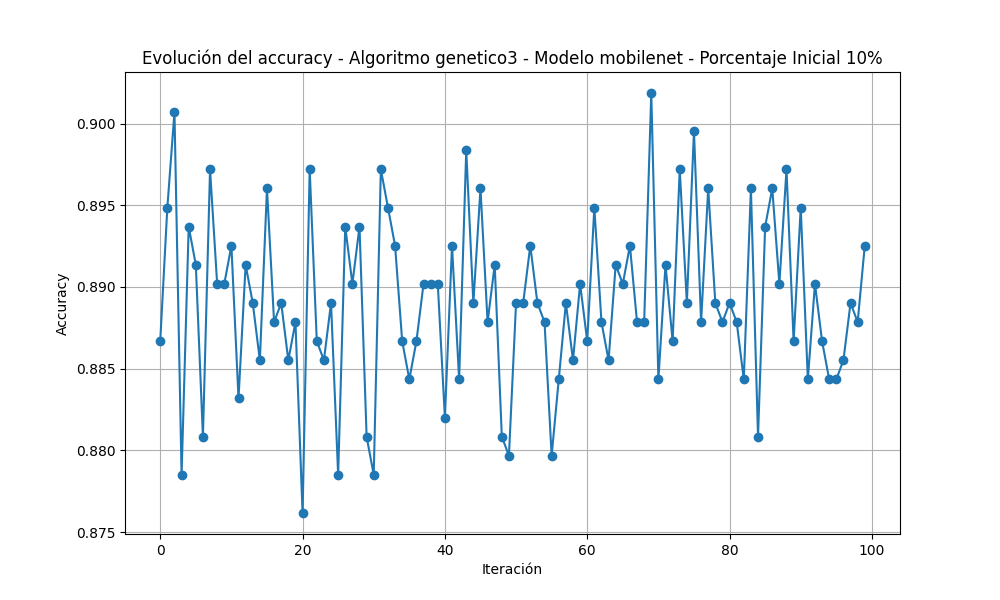 Evolución del accuracy - Algoritmo genetico3 - Modelo mobilenet - Porcentaje Inicial 10%
0.900
0.895
0.890
0.885
0.880
0.875
Accuracy
0 20 40 60 80 100
Iteración